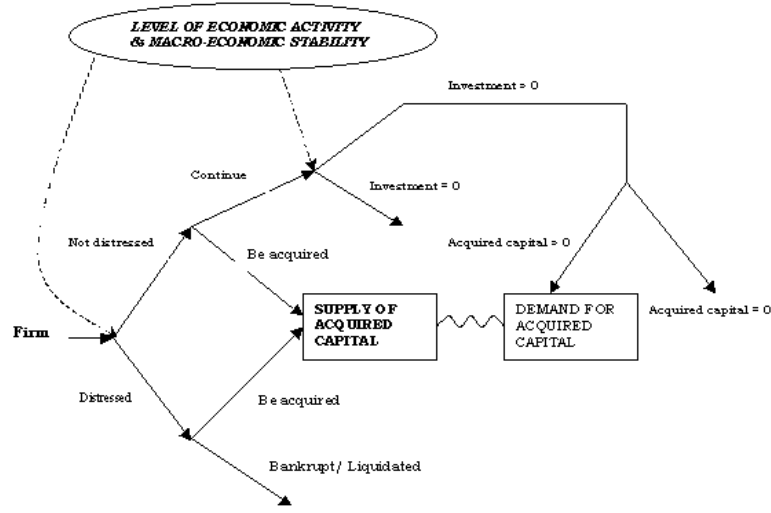 LEVEL OF ECONOMIC ACTIVITY
& MACRO-ECONOMIC STABILITY
Investment > 0
Continue
Investment = 0
Not distressed
Acquired capital > 0
Be acquired
SUPPLY OF
ACQUIRED
CAPITAL
DEMAND FOR
ACQUIRED
CAPITAL
Acquired capital = 0
Firm
Distressed
Be acquired
Bankrupt/ Liquidated